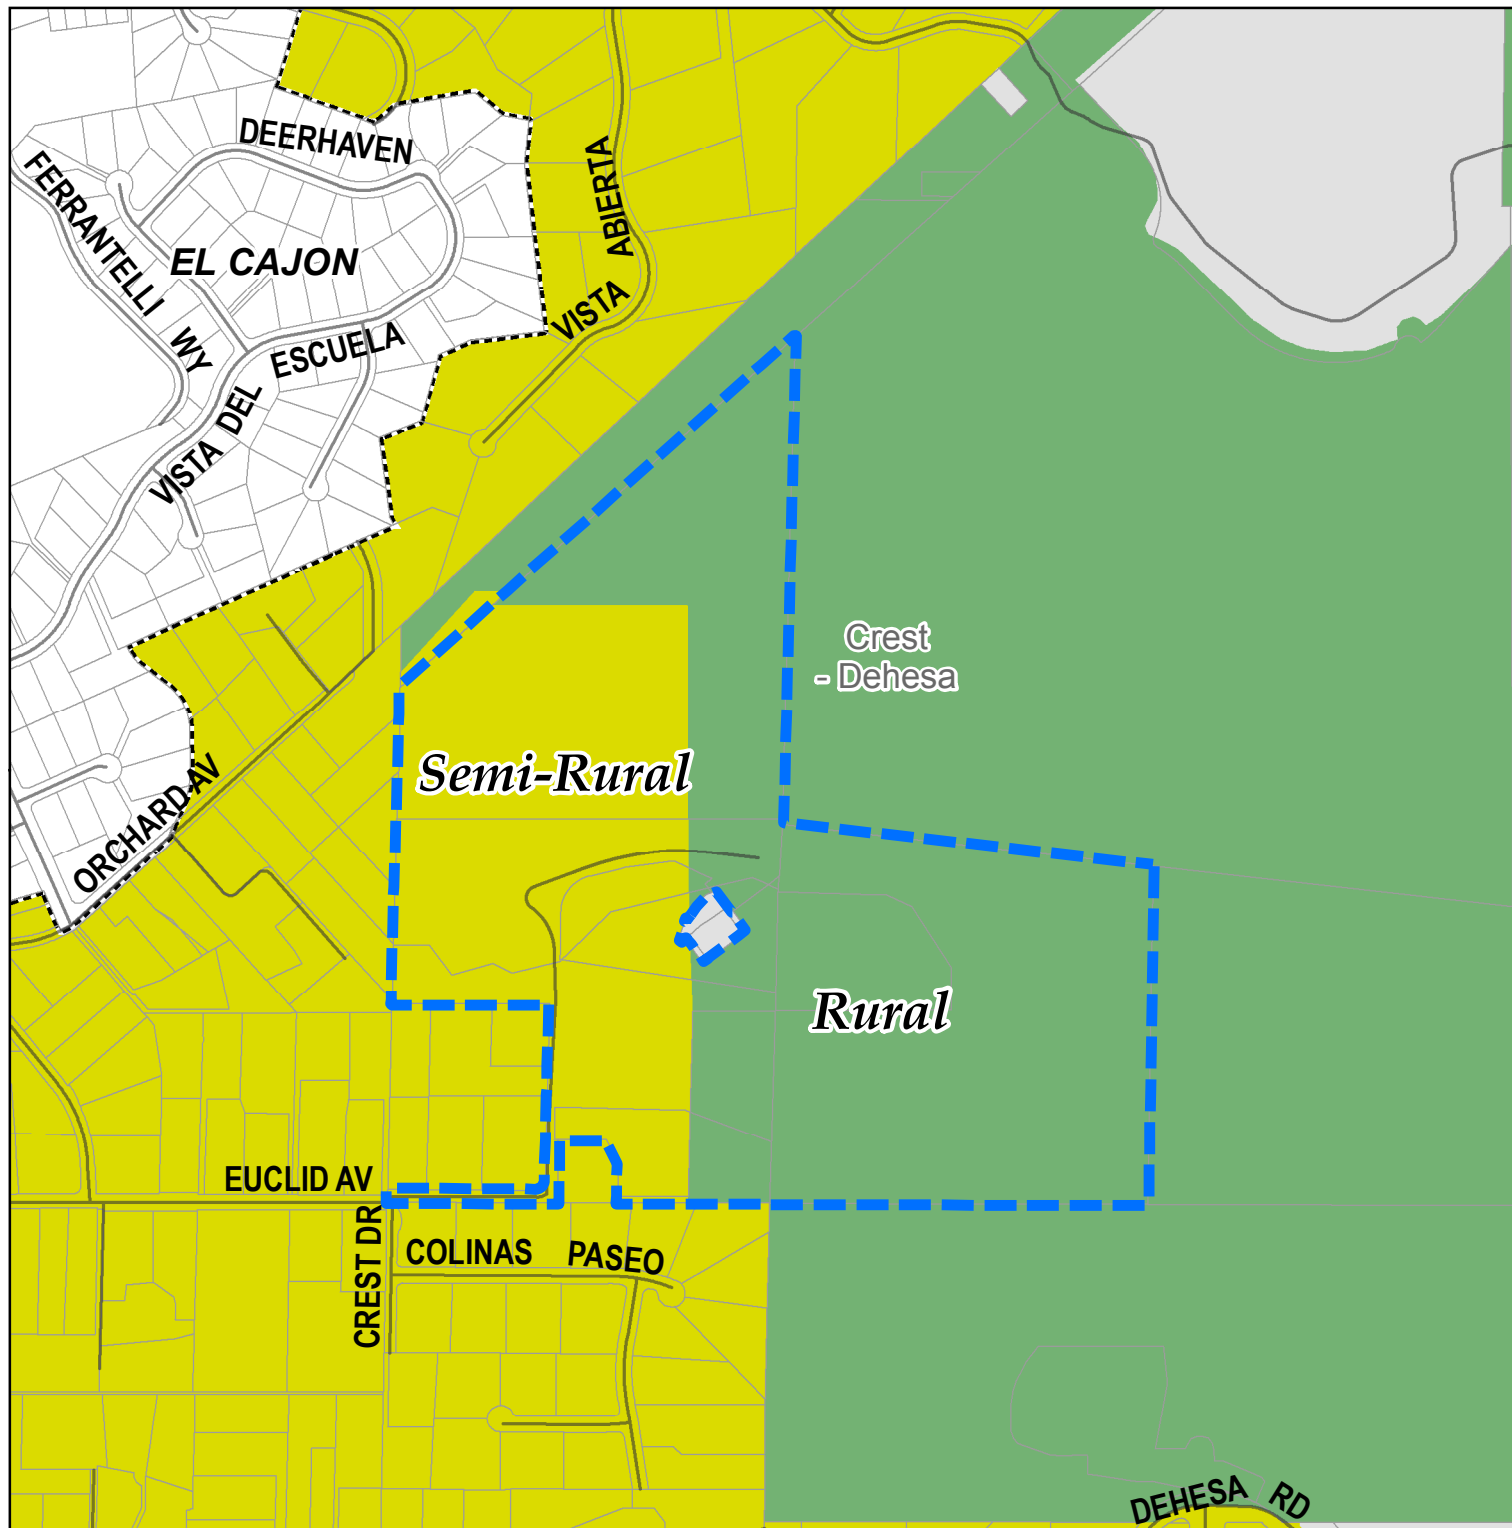 DEERHAVEN
FERRANTELLI WY
EL CAJON
VISTA ABIERTA
VISTA DEL ESCUELA
Crest
- Dehesa
Semi-Rural
ORCHARD AV
Rural
EUCLID AV
CREST DR
COLINAS PASEO
DEHESA RD